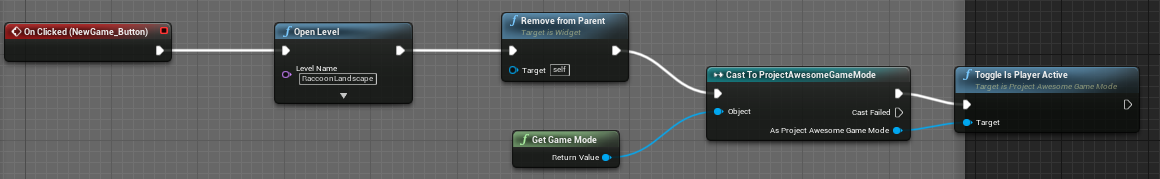 On Clicked (NewGame_Button)
Open Level
Level Name
RaccoonLandscape
Remove from Parent
Target is Widget
Target self
Get Game Mode
Return Value
Cast To ProjectAwesomeGameMode
Object
Cast Failed
As Project Awesome Game Mode
Toggle Is Player Active
Target is Project Awesome Game Mode
Target